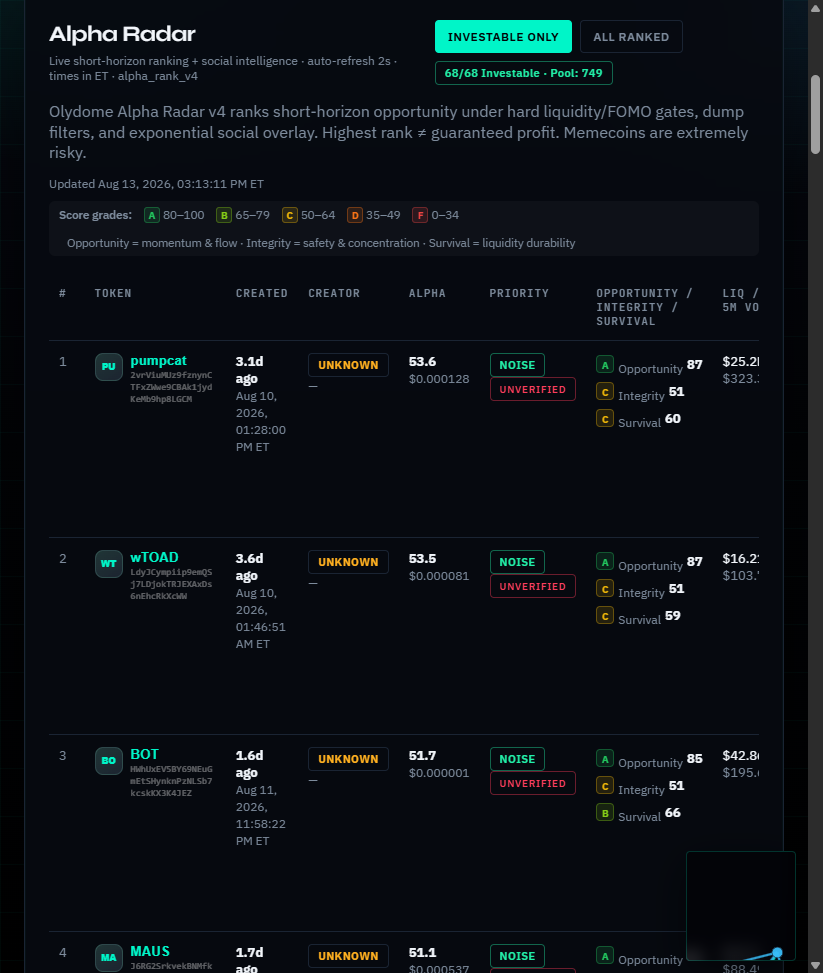 Alpha Radar
INVESTABLE ONLY
ALL RANKED
Live short-horizon ranking + social intelligence · auto-refresh 2s ·
times in ET · alpha_rank_v4
68/68 Investable · Pool: 749
Olydome Alpha Radar v4 ranks short-horizon opportunity under hard liquidity/FOMO gates, dump
filters, and exponential social overlay. Highest rank ≠ guaranteed profit. Memecoins are extremely
risky.
Updated Aug 13, 2026, 03:13:11 PM ET
Score grades: A 80–100 B 65–79 C 50–64 D 35–49 F 0–34
Opportunity = momentum & flow · Integrity = safety & concentration · Survival = liquidity durability
# TOKEN CREATED CREATOR ALPHA PRIORITY OPPORTUNITY / LIQ /
INTEGRITY / 5M VO
SURVIVAL
1 PU pumpcat 3.1d UNKNOWN 53.6 NOISE A Opportunity 87
ago — $0.000128 UNVERIFIED C Integrity 51
Aug 10, C Survival 60
2026,
01:28:00
PM ET
2 WT wTOAD 3.6d UNKNOWN 53.5 NOISE A Opportunity 87
ago — $0.000081 UNVERIFIED C Integrity 51
Aug 10, C Survival 59
2026,
01:46:51
AM ET
3 BO BOT 1.6d UNKNOWN 51.7 NOISE A Opportunity 85
ago — $0.000001 UNVERIFIED C Integrity 51
Aug 11, B Survival 66
2026,
11:58:22
PM ET
4 MA MAUS 1.7d UNKNOWN 51.1 NOISE A Opportunity
ago $0.000537